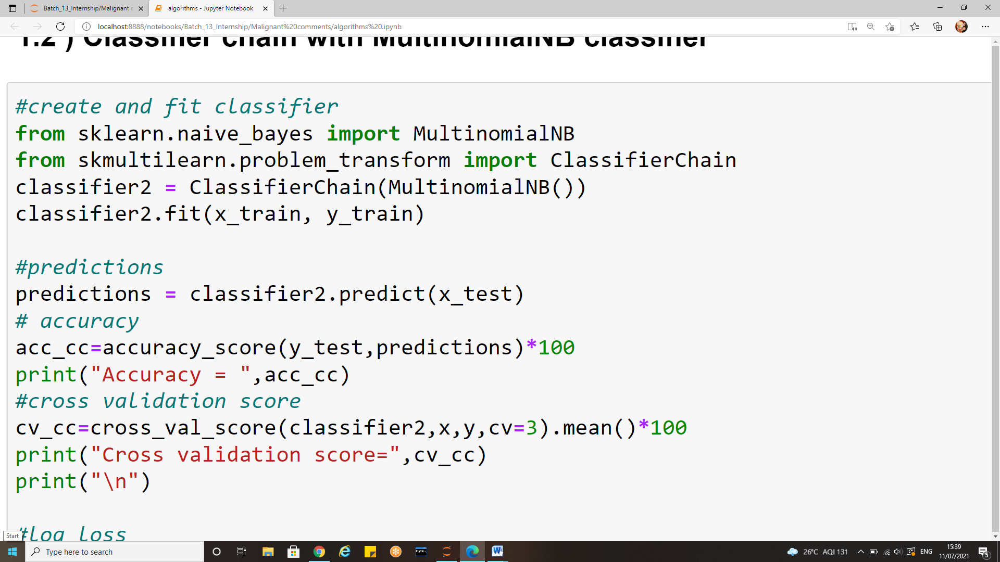 Batch_13_Internship/Malignant c
algorithms - Jupyter Notebook
localhost:8888/notebooks/Batch_13_Internship/Malignant%20comments/algorithms%20.ipynb
1.2 ) Classifier chain with MultinomialNB classifier
#create and fit classifier
from sklearn.naive_bayes import MultinomialNB
from skmultilearn.problem_transform import ClassifierChain
classifier2 = ClassifierChain(MultinomialNB())
classifier2.fit(x_train, y_train)
#predictions
predictions = classifier2.predict(x_test)
# accuracy
acc_cc=accuracy_score(y_test,predictions)*100
print("Accuracy = ",acc_cc)
#cross validation score
cv_cc=cross_val_score(classifier2,x,y,cv=3).mean()*100
print("Cross validation score=",cv_cc)
print("\n")
#log loss
Start
Type here to search
MySQL
26°C AQI 131
ENG
15:39
11/07/2021
5